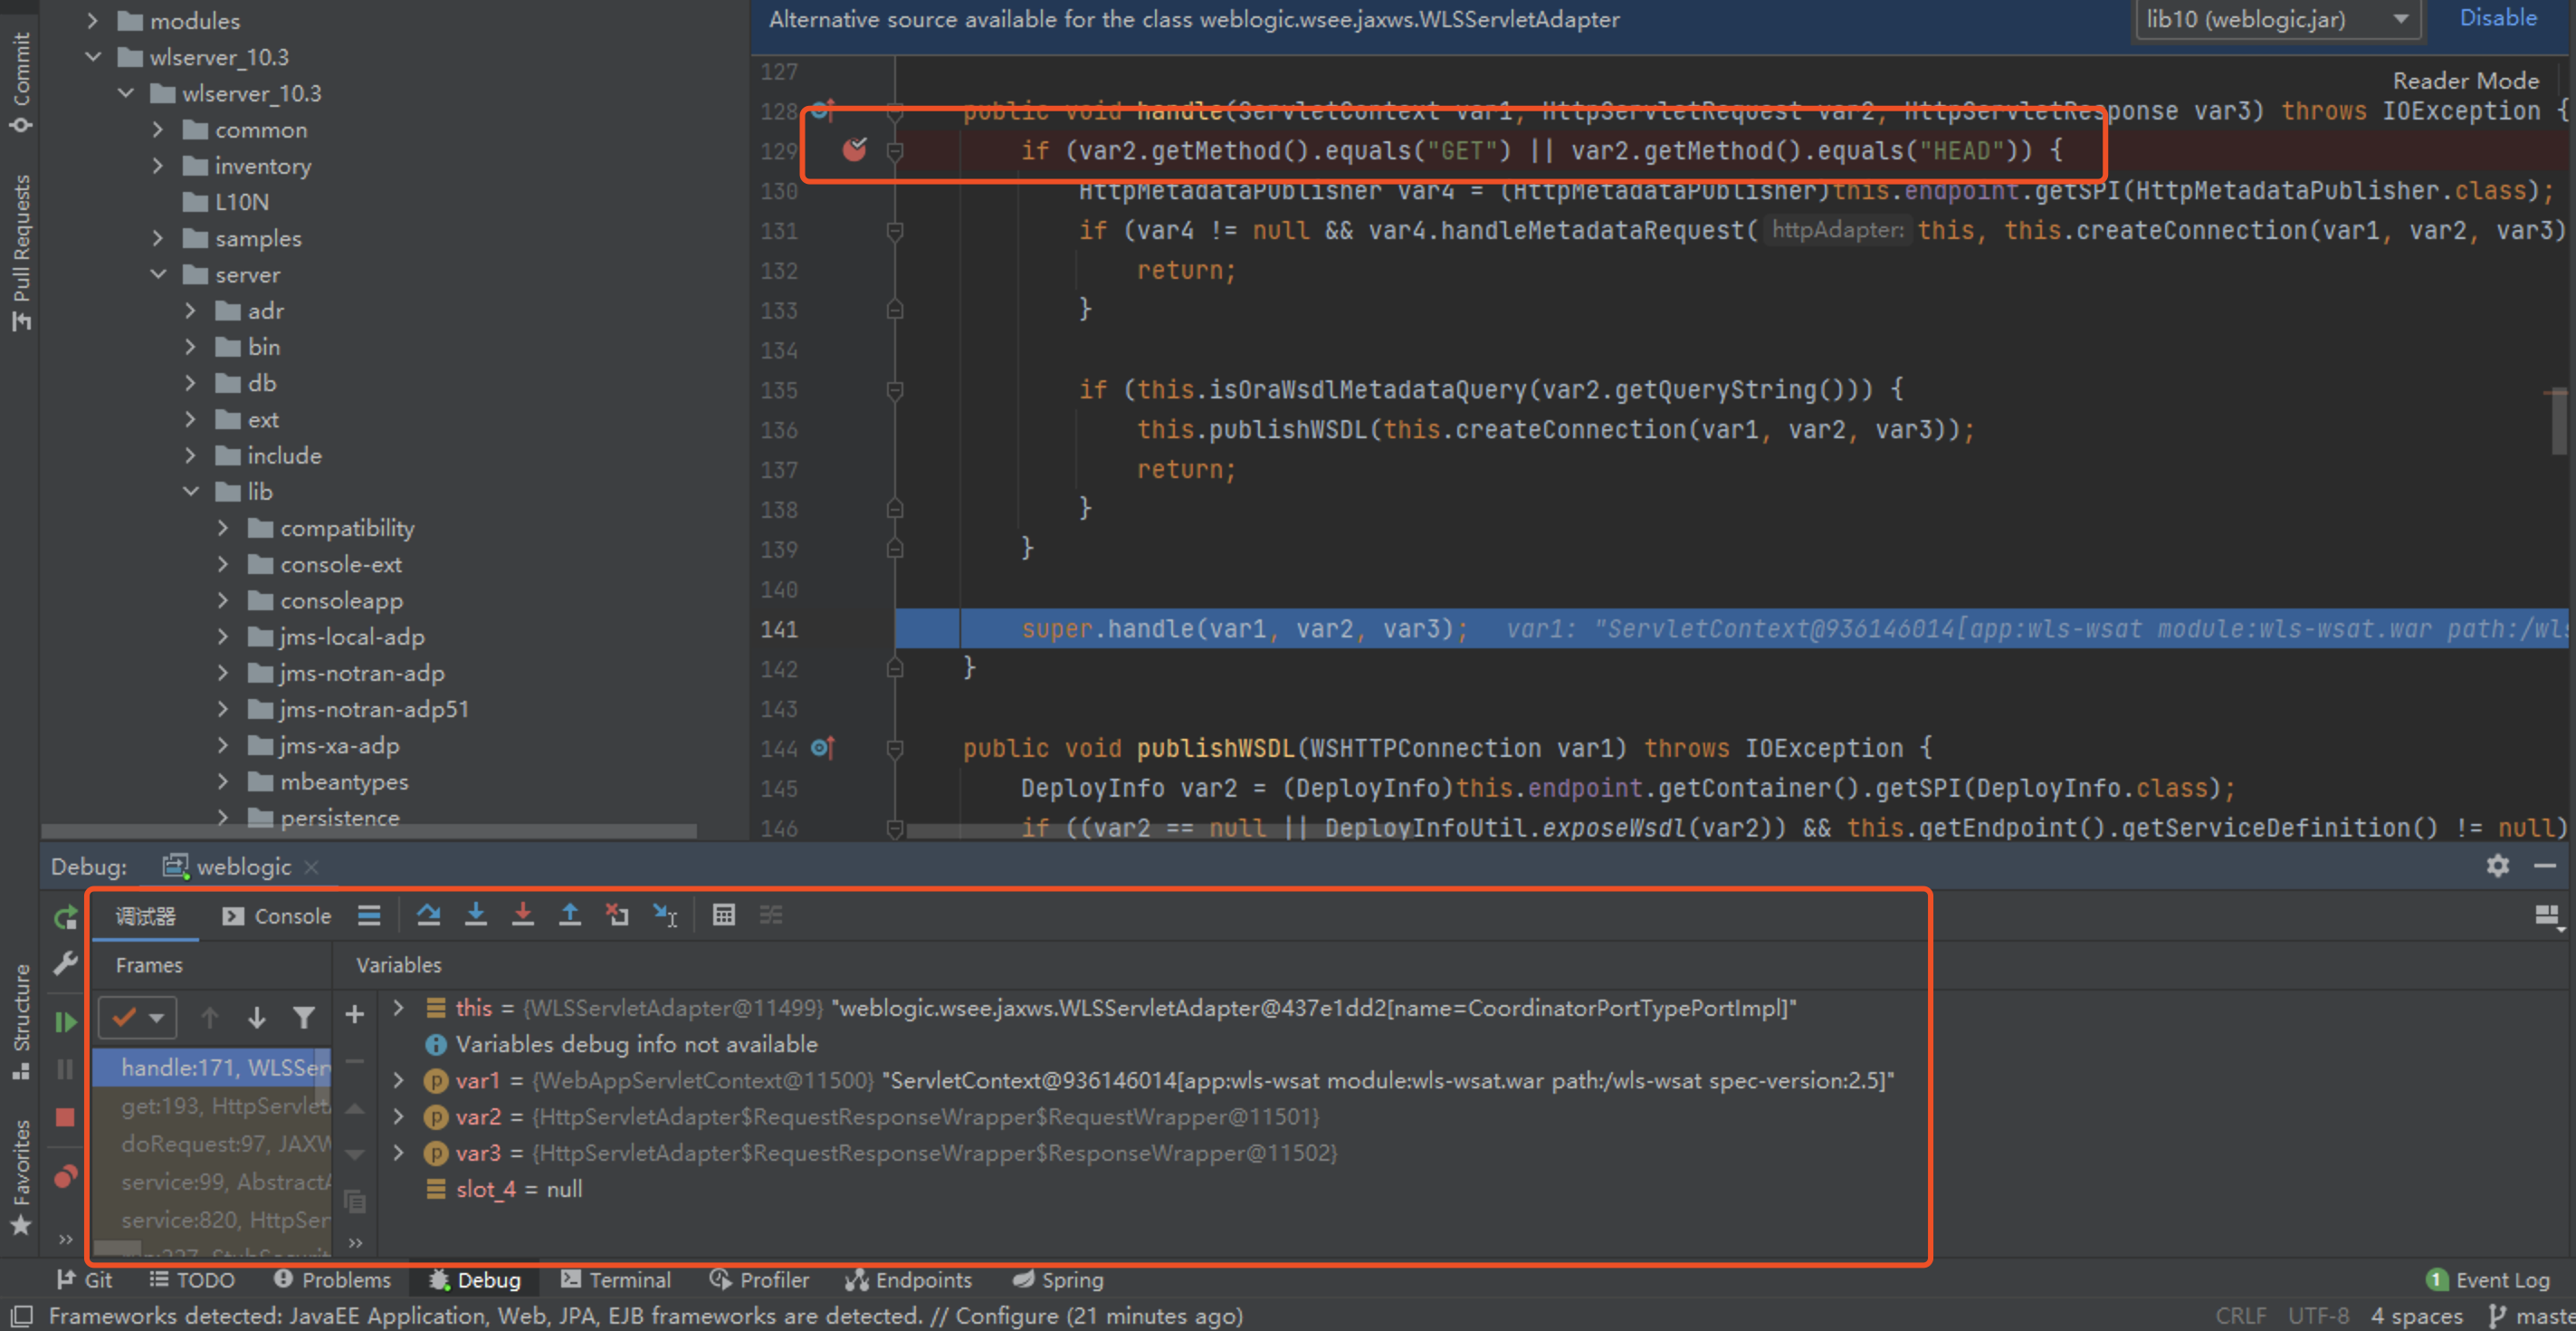 Commit
Pull Requests
Structure
Favorites
modules
wlserver_10.3
wlserver_10.3
common
inventory
L10N
samples
server
adr
bin
db
ext
include
lib
compatibility
console-ext
consoleapp
jms-local-adp
jms-notran-adp
jms-notran-adp51
jms-xa-adp
mbeantypes
persistence
Alternative source available for the class weblogic.wsee.jaxws.WLSServletAdapter
lib10 (weblogic.jar)
Disable
Reader Mode
127
128 public void handle(ServletContext var1, HttpServletRequest var2, HttpServletResponse var3) throws IOException {
129 if (var2.getMethod().equals("GET") || var2.getMethod().equals("HEAD")) {
130 HttpMetadataPublisher var4 = (HttpMetadataPublisher)this.endpoint.getSPI(HttpMetadataPublisher.class);
131 if (var4 != null && var4.handleMetadataRequest( httpAdapter: this, this.createConnection(var1, var2, var3)
132 return;
133 }
134
135 if (this.isOraWsdlMetadataQuery(var2.getQueryString())) {
136 this.publishWSDL(this.createConnection(var1, var2, var3));
137 return;
138 }
139 }
140
141 super.handle(var1, var2, var3); var1: "ServletContext@936146014[app:wls-wsat module:wls-wsat.war path:/wls
142 }
143
144 public void publishWSDL(WSHTTPConnection var1) throws IOException {
145 DeployInfo var2 = (DeployInfo)this.endpoint.getContainer().getSPI(DeployInfo.class);
146 if ((var2 == null || DeployInfoUtil.exposeWsdl(var2)) && this.getEndpoint().getServiceDefinition() != null)
Debug: weblogic
调试器 Console
Frames Variables
handle:171, WLSSer
get:193, HttpServlet
doRequest:97, JAXW
service:99, Abstract
service:820, HttpSer
this = {WLSServletAdapter@11499} "weblogic.wsee.jaxws.WLSServletAdapter@437e1dd2[name=CoordinatorPortTypePortImpl]"
Variables debug info not available
var1 = {WebAppServletContext@11500} "ServletContext@936146014[app:wls-wsat module:wls-wsat.war path:/wls-wsat spec-version:2.5]"
var2 = {HttpServletAdapter$RequestResponseWrapper$RequestWrapper@11501}
var3 = {HttpServletAdapter$RequestResponseWrapper$ResponseWrapper@11502}
slot_4 = null
Git TODO Problems Debug Terminal Profiler Endpoints Spring 1 Event Log
Frameworks detected: JavaEE Application, Web, JPA, EJB frameworks are detected. // Configure (21 minutes ago) CRLF UTF-8 4 spaces maste